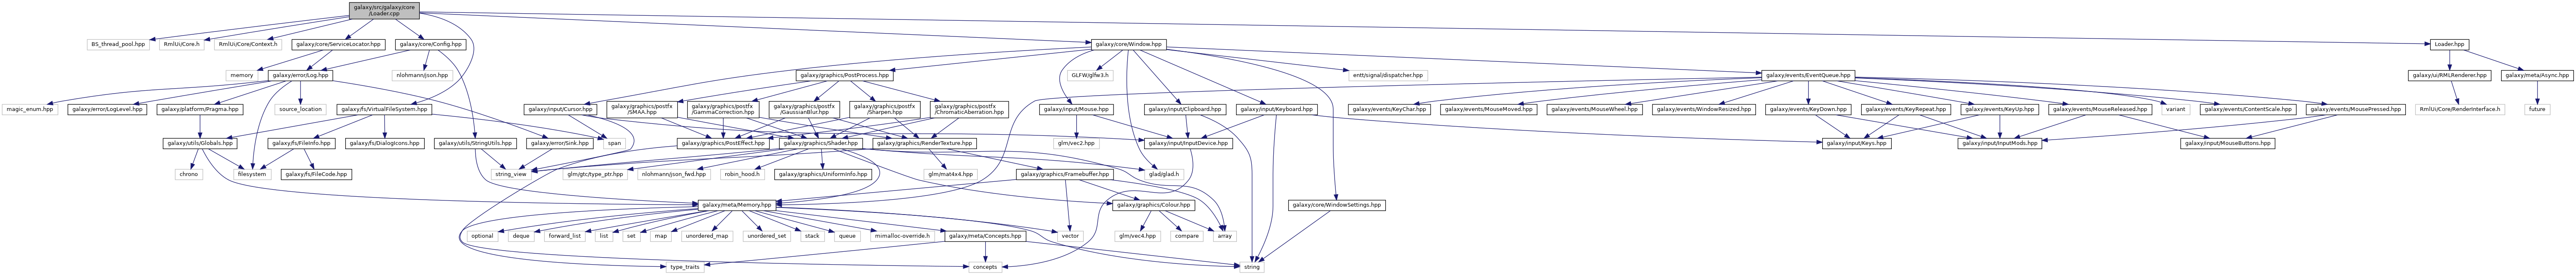 galaxy/src/galaxy/core
/Loader.cpp
BS_thread_pool.hpp
RmlUi/Core.h
RmlUi/Core/Context.h
galaxy/core/ServiceLocator.hpp
galaxy/core/Config.hpp
galaxy/core/Window.hpp
Loader.hpp
memory
galaxy/error/Log.hpp
nlohmann/json.hpp
galaxy/graphics/PostProcess.hpp
GLFW/glfw3.h
entt/signal/dispatcher.hpp
galaxy/events/EventQueue.hpp
galaxy/ui/RMLRenderer.hpp
galaxy/meta/Async.hpp
magic_enum.hpp
galaxy/error/LogLevel.hpp
galaxy/platform/Pragma.hpp
source_location
galaxy/fs/VirtualFileSystem.hpp
galaxy/input/Cursor.hpp
galaxy/graphics/postfx
/SMAA.hpp
galaxy/graphics/postfx
/GammaCorrection.hpp
galaxy/graphics/postfx
/GaussianBlur.hpp
galaxy/graphics/postfx
/Sharpen.hpp
galaxy/graphics/postfx
/ChromaticAberration.hpp
galaxy/input/Mouse.hpp
galaxy/input/Clipboard.hpp
galaxy/input/Keyboard.hpp
galaxy/events/KeyChar.hpp
galaxy/events/MouseMoved.hpp
galaxy/events/MouseWheel.hpp
galaxy/events/WindowResized.hpp
galaxy/events/KeyDown.hpp
galaxy/events/KeyRepeat.hpp
galaxy/events/KeyUp.hpp
galaxy/events/MouseReleased.hpp
variant
galaxy/events/ContentScale.hpp
galaxy/events/MousePressed.hpp
RmlUi/Core/RenderInterface.h
future
galaxy/utils/Globals.hpp
galaxy/fs/FileInfo.hpp
galaxy/fs/DialogIcons.hpp
galaxy/utils/StringUtils.hpp
galaxy/error/Sink.hpp
span
galaxy/graphics/PostEffect.hpp
galaxy/graphics/Shader.hpp
galaxy/graphics/RenderTexture.hpp
glm/vec2.hpp
galaxy/input/InputDevice.hpp
galaxy/input/Keys.hpp
galaxy/input/InputMods.hpp
galaxy/input/MouseButtons.hpp
chrono
filesystem
galaxy/fs/FileCode.hpp
string_view
glm/gtc/type_ptr.hpp
nlohmann/json_fwd.hpp
robin_hood.h
galaxy/graphics/UniformInfo.hpp
glm/mat4x4.hpp
galaxy/graphics/Framebuffer.hpp
glad/glad.h
galaxy/meta/Memory.hpp
galaxy/graphics/Colour.hpp
galaxy/core/WindowSettings.hpp
optional
deque
forward_list
list
set
map
unordered_map
unordered_set
stack
queue
mimalloc-override.h
galaxy/meta/Concepts.hpp
vector
glm/vec4.hpp
compare
array
type_traits
concepts
string